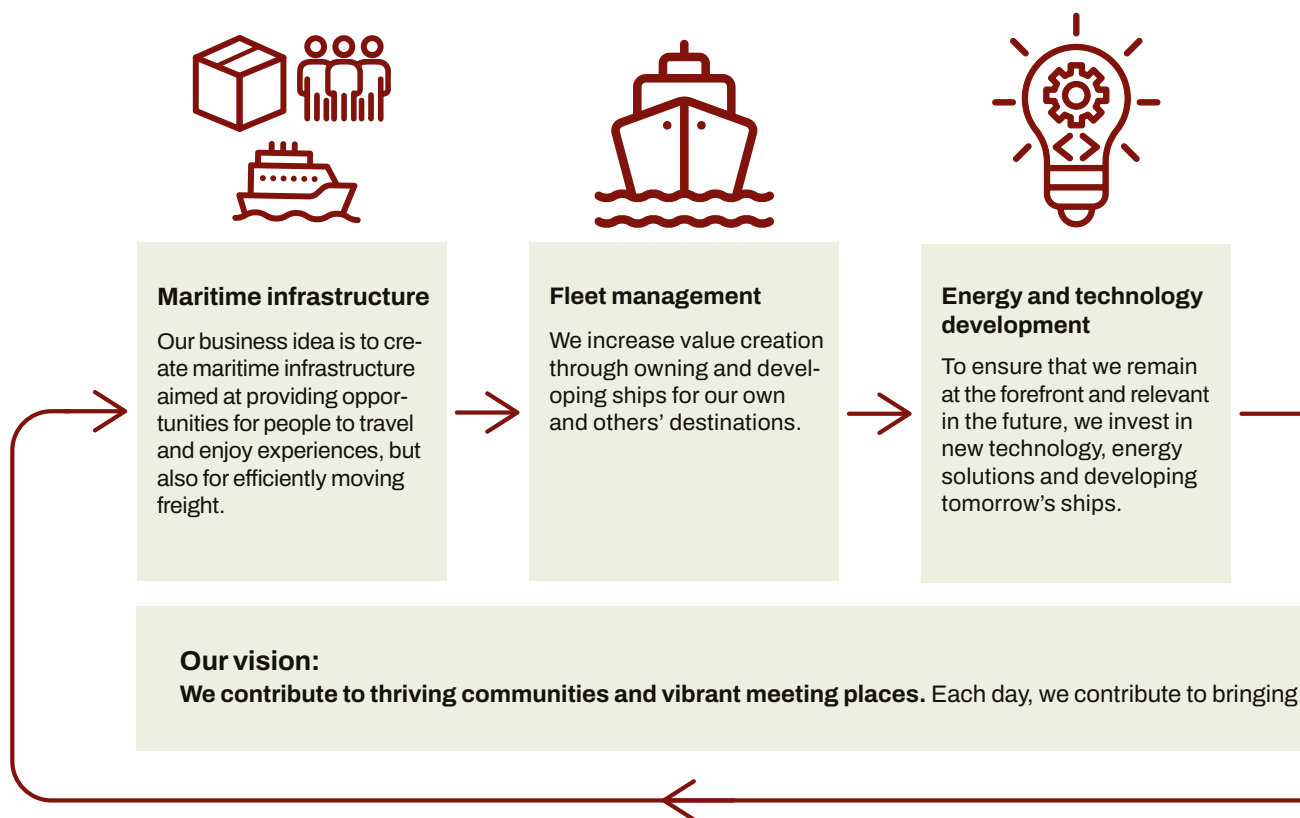 Maritime infrastructure
Our business idea is to cre-
ate maritime infrastructure
aimed at providing oppor-
tunities for people to travel
and enjoy experiences, but
also for efficiently moving
freight.
Fleet management
We increase value creation
through owning and devel-
oping ships for our own
and others’ destinations.
Energy and technology
development
To ensure that we remain
at the forefront and relevant
in the future, we invest in
new technology, energy
solutions and developing
tomorrow’s ships.
Our vision:
We contribute to thriving communities and vibrant meeting places. Each day, we contribute to bringing